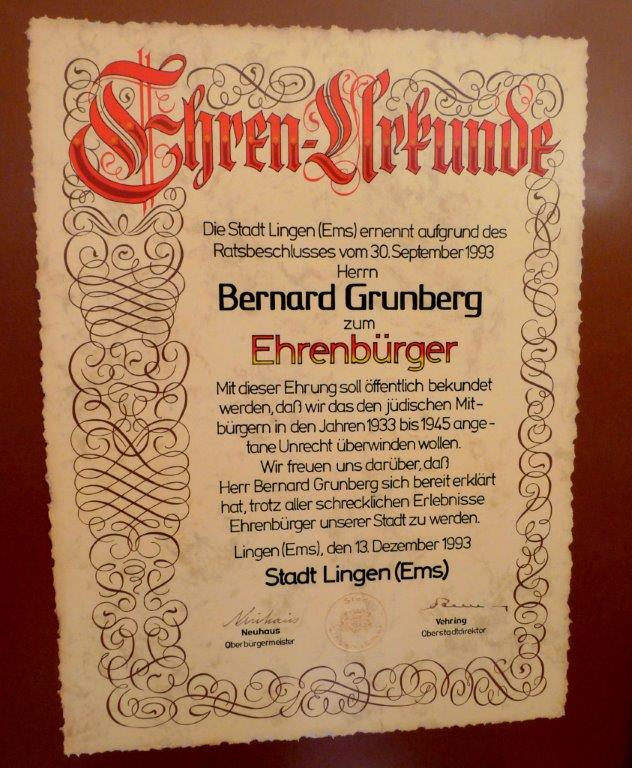 Ehren-Urkunde
Die Stadt Lingen (Ems) ernennt aufgrund des
Ratsbeschlusses vom 30. September 1993
Herrn
Bernard Grunberg
zum
Ehrenbürger
Mit dieser Ehrung soll öffentlich bekundet
werden, daß wir das den jüdischen Mit-
bürgern in den Jahren 1933 bis 1945 ange-
tane Unrecht überwinden wollen.
Wir freuen uns darüber, daß
Herr Bernard Grunberg sich bereit erklärt
hat, trotz aller schrecklichen Erlebnisse
Ehrenbürger unserer Stadt zu werden.
Lingen (Ems), den 13. Dezember 1993
Stadt Lingen (Ems)
Neuhaus
Neuhaus
Oberbürgermeister
Vehring
Oberstadtdirektor